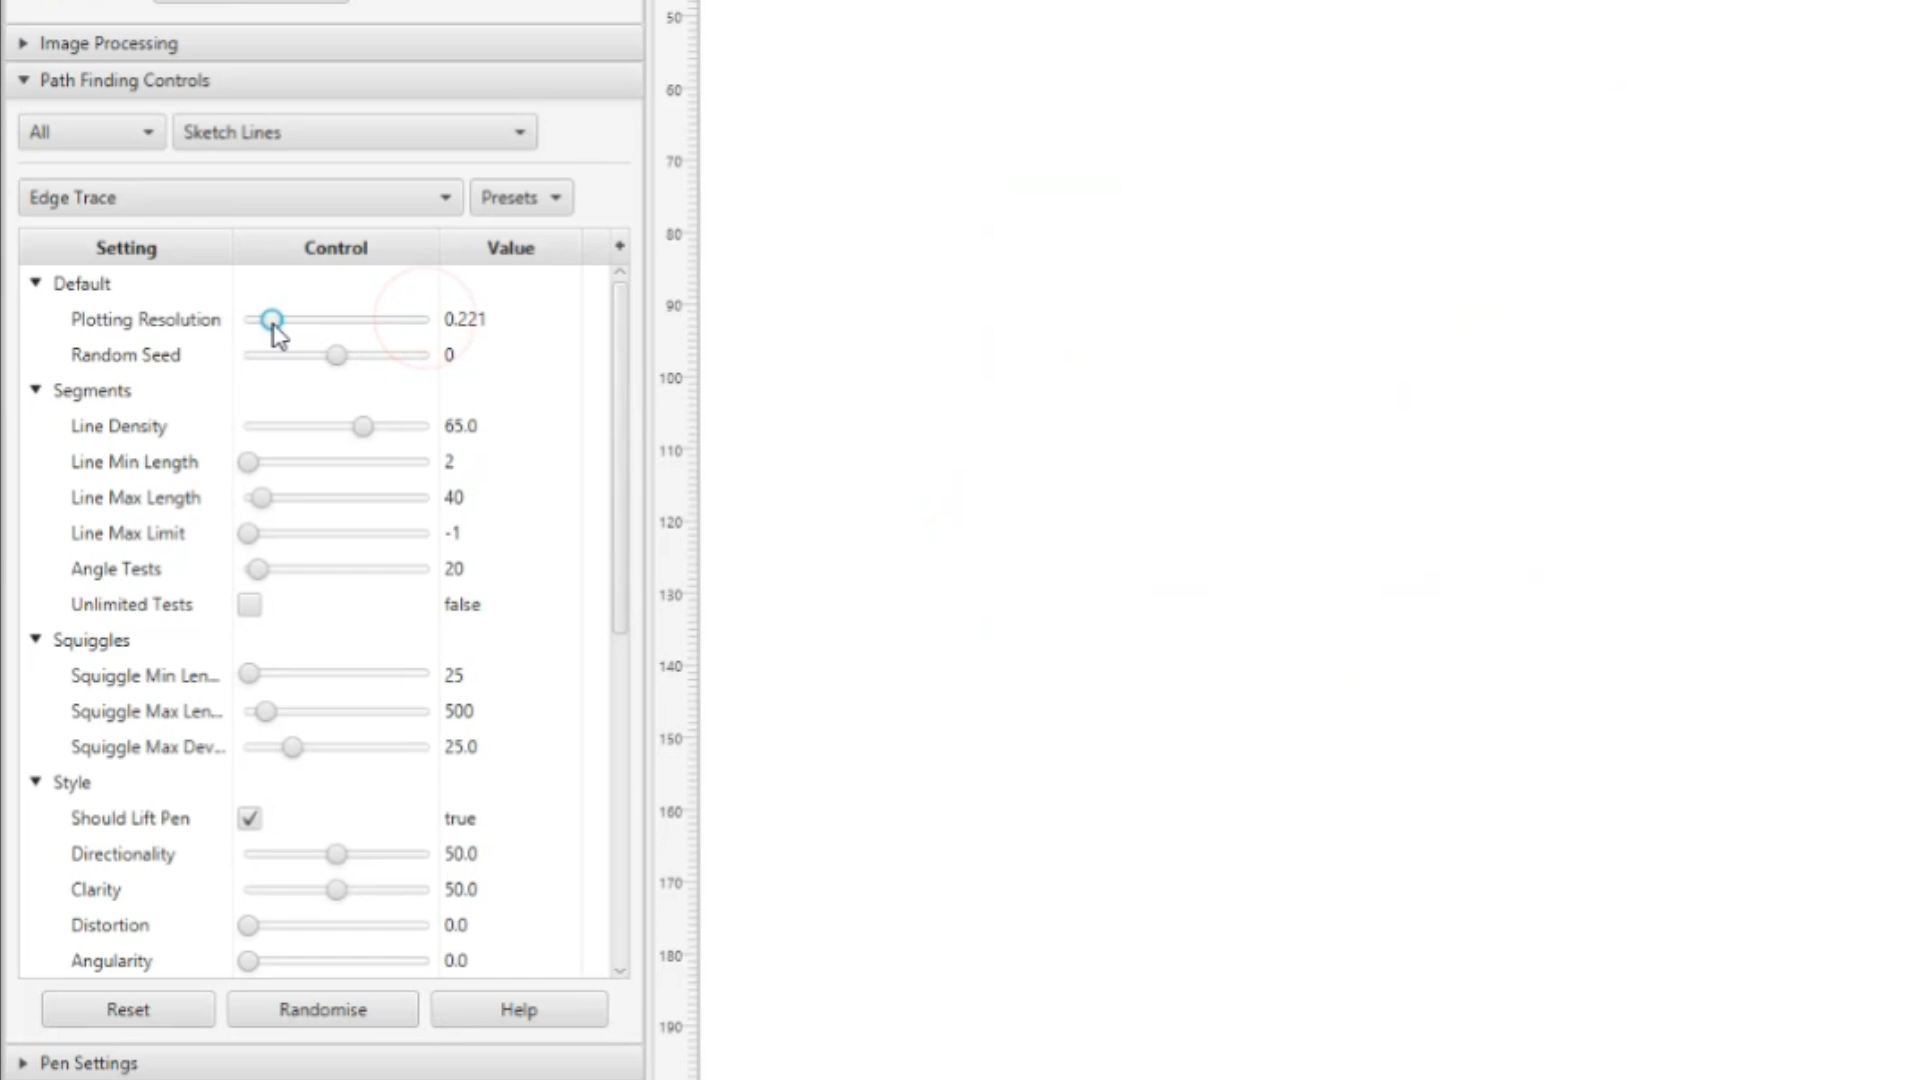 Image Processing
Path Finding Controls
All
Sketch Lines
Edge Trace
Presets
Setting Control Value +
Default
Plotting Resolution 0.221
Random Seed 0
Segments
Line Density 65.0
Line Min Length 2
Line Max Length 40
Line Max Limit -1
Angle Tests 20
Unlimited Tests false
Squiggles
Squiggle Min Len... 25
Squiggle Max Len... 500
Squiggle Max Dev... 25.0
Style
Should Lift Pen true
Directionality 50.0
Clarity 50.0
Distortion 0.0
Angularity 0.0
Reset Randomise Help
Pen Settings
50
60
70
80
90
100
110
120
130
140
150
160
170
180
190